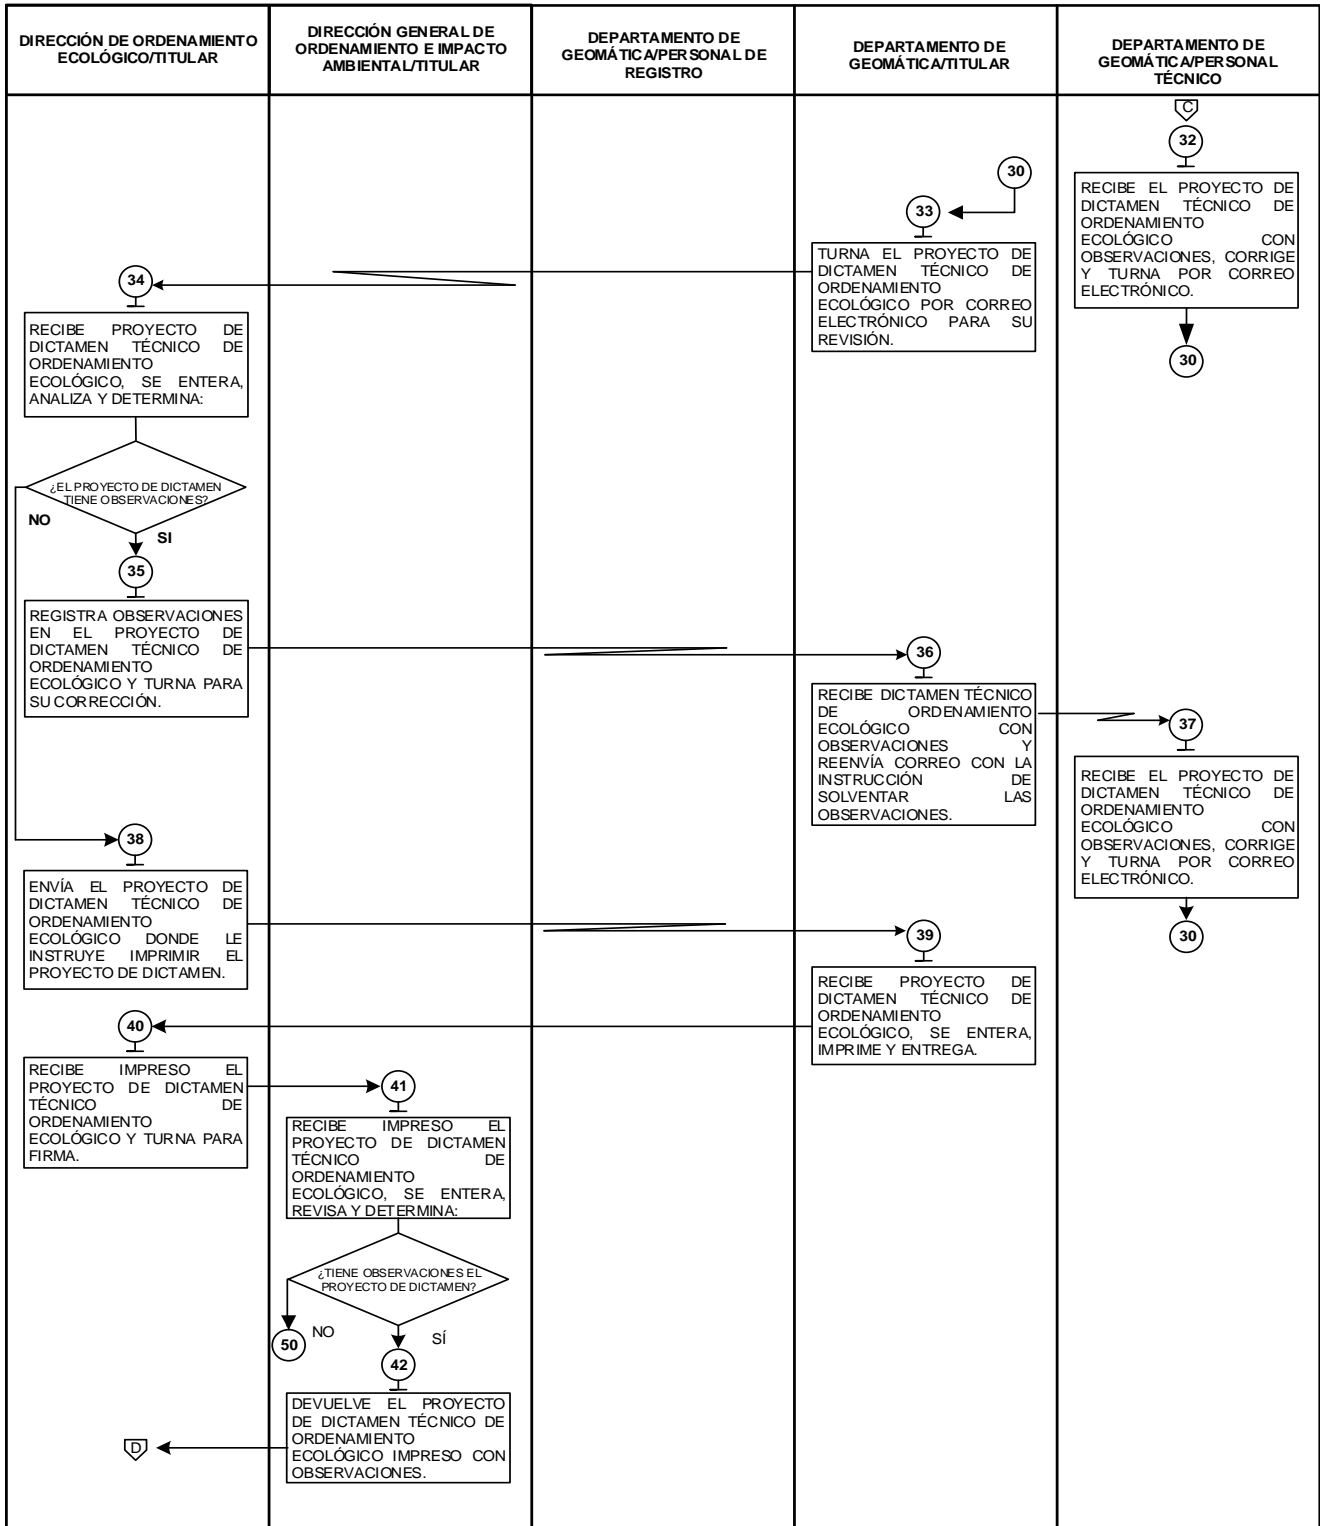 DIRECCIÓN DE ORDENAMIENTO
ECOLÓGICO/TITULAR
DIRECCIÓN GENERAL DE
ORDENAMIENTO E IMPACTO
AMBIENTAL/TITULAR
DEPARTAMENTO DE
GEOMÁTICA/PERSONAL DE
REGISTRO
DEPARTAMENTO DE
GEOMÁTICA/TITULAR
DEPARTAMENTO DE
GEOMÁTICA/PERSONAL
TÉCNICO
C
32
RECIBE EL PROYECTO DE
DICTAMEN TÉCNICO DE
ORDENAMIENTO
ECOLÓGICO CON
OBSERVACIONES, CORRIGE
Y TURNA POR CORREO
ELECTRÓNICO.
30
30
33
TURNA EL PROYECTO DE
DICTAMEN TÉCNICO DE
ORDENAMIENTO
ECOLÓGICO POR CORREO
ELECTRÓNICO PARA SU
REVISIÓN.
34
RECIBE PROYECTO DE
DICTAMEN TÉCNICO DE
ORDENAMIENTO
ECOLÓGICO, SE ENTERA,
ANALIZA Y DETERMINA:
¿EL PROYECTO DE DICTAMEN
TIENE OBSERVACIONES?
NO
SI
35
REGISTRA OBSERVACIONES
EN EL PROYECTO DE
DICTAMEN TÉCNICO DE
ORDENAMIENTO
ECOLÓGICO Y TURNA PARA
SU CORRECCIÓN.
36
RECIBE DICTAMEN TÉCNICO
DE ORDENAMIENTO
ECOLÓGICO CON
OBSERVACIONES Y
REENVÍA CORREO CON LA
INSTRUCCIÓN DE
SOLVENTAR LAS
OBSERVACIONES.
37
RECIBE EL PROYECTO DE
DICTAMEN TÉCNICO DE
ORDENAMIENTO
ECOLÓGICO CON
OBSERVACIONES, CORRIGE
Y TURNA POR CORREO
ELECTRÓNICO.
30
38
ENVÍA EL PROYECTO DE
DICTAMEN TÉCNICO DE
ORDENAMIENTO
ECOLÓGICO DONDE LE
INSTRUYE IMPRIMIR EL
PROYECTO DE DICTAMEN.
39
RECIBE PROYECTO DE
DICTAMEN TÉCNICO DE
ORDENAMIENTO
ECOLÓGICO, SE ENTERA,
IMPRIME Y ENTREGA.
40
RECIBE IMPRESO EL
PROYECTO DE DICTAMEN
TÉCNICO DE
ORDENAMIENTO
ECOLÓGICO Y TURNA PARA
FIRMA.
41
RECIBE IMPRESO EL
PROYECTO DE DICTAMEN
TÉCNICO DE
ORDENAMIENTO
ECOLÓGICO, SE ENTERA,
REVISA Y DETERMINA:
¿TIENE OBSERVACIONES EL
PROYECTO DE DICTAMEN?
NO
SÍ
50
42
DEVUELVE EL PROYECTO
DE DICTAMEN TÉCNICO DE
ORDENAMIENTO
ECOLÓGICO IMPRESO CON
OBSERVACIONES.
D